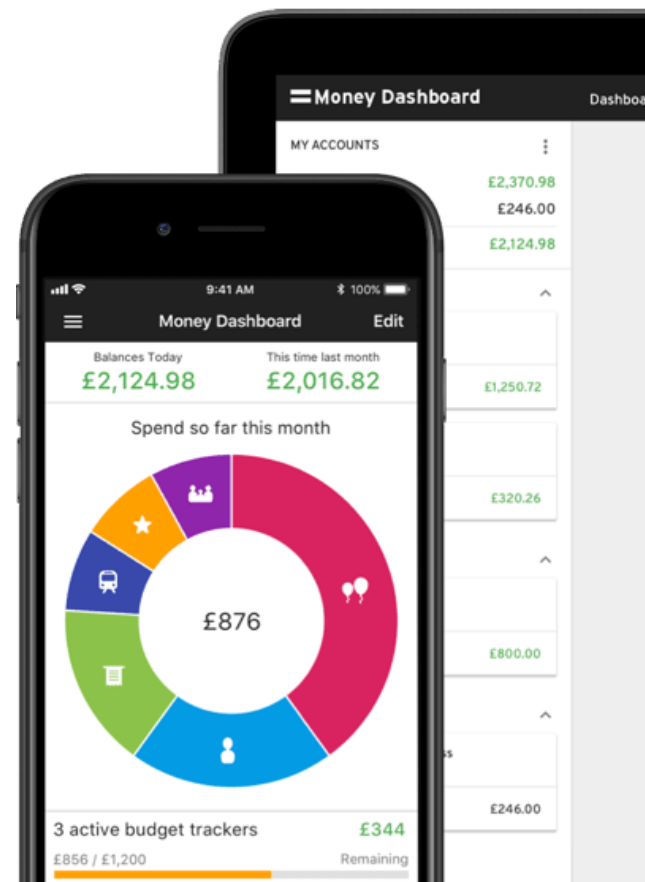 Money Dashboard
Dashboa
MY ACCOUNTS
£2,370.98
£246.00
£2,124.98
£1,250.72
£320.26
£800.00
ss
£246.00
9:41 AM
100%
Money Dashboard
Edit
Balances Today
This time last month
£2,124.98
£2,016.82
Spend so far this month
£876
3 active budget trackers
£344
£856 / £1,200
Remaining